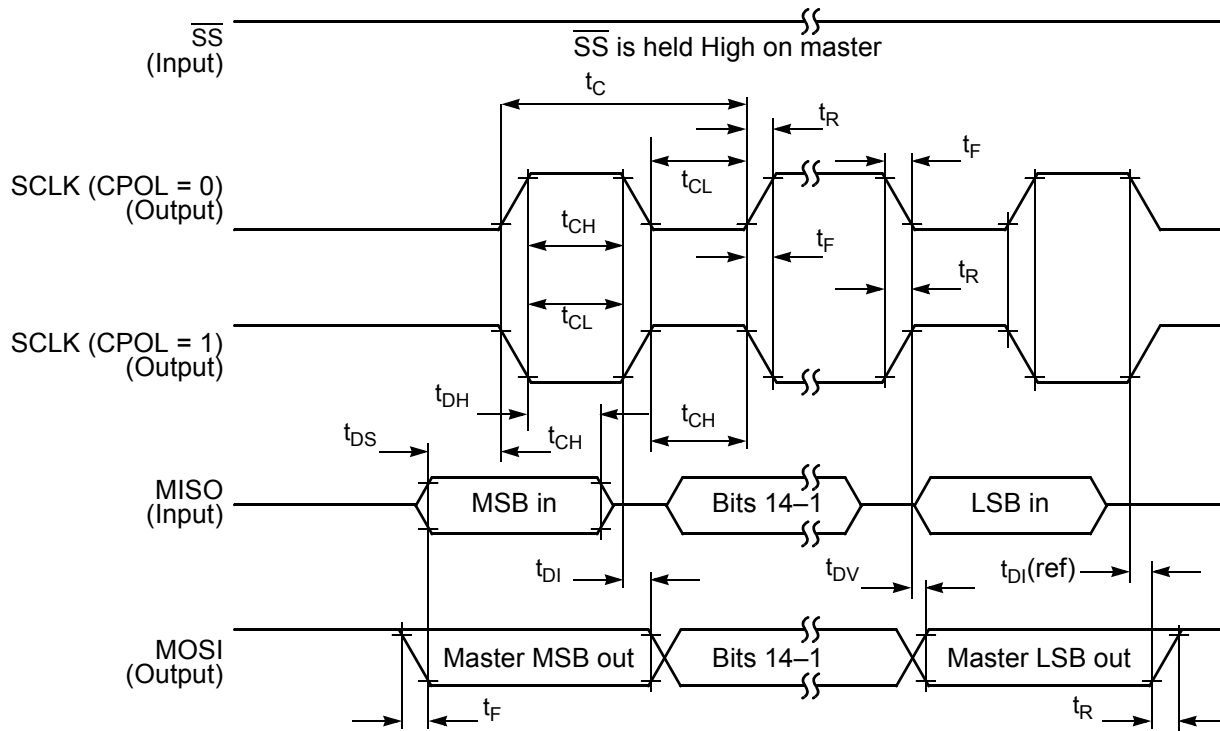 SS
(Input)
SS is held High on master
tC
tR
tF
SCLK (CPOL = 0)
(Output)
tCL
tCH
tF
tR
tCL
SCLK (CPOL = 1)
(Output)
tDH
tCH
tCH
tDS
MISO
(Input)
MSB in
Bits 14–1
LSB in
tDI
tDV
tDI(ref)
MOSI
(Output)
Master MSB out
Bits 14–1
Master LSB out
tF
tR